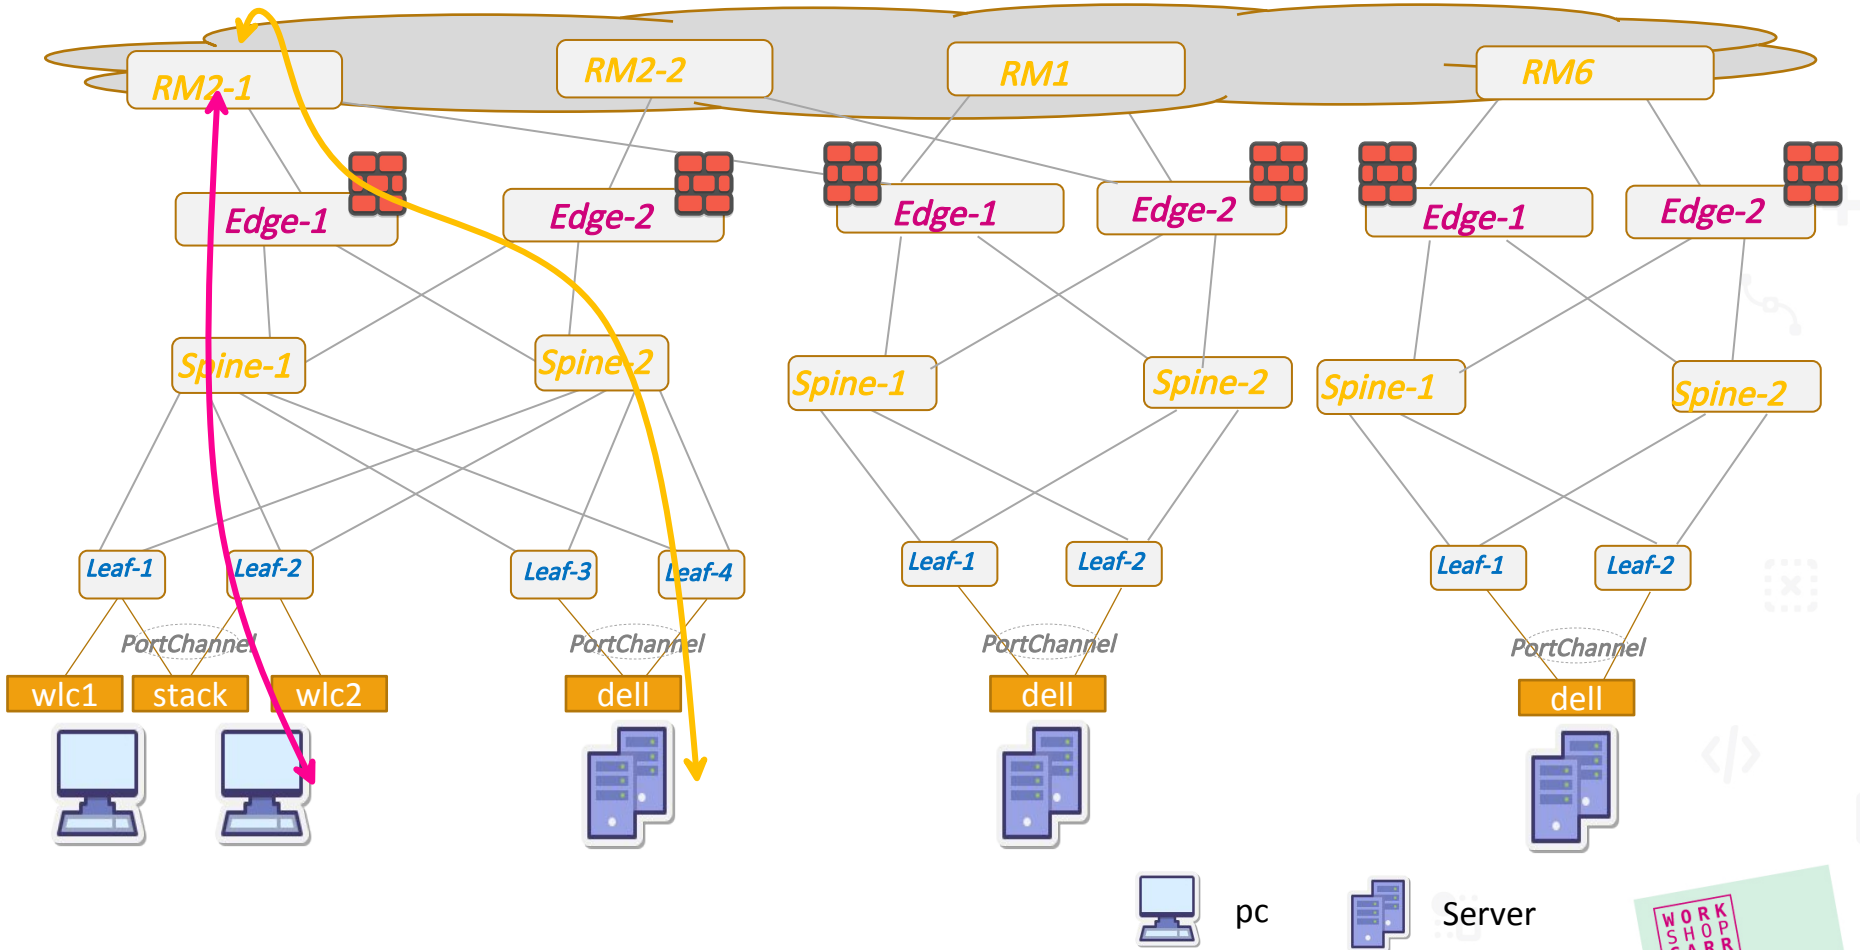 RM2-1
RM2-2
RM1
RM6
Edge-1
Edge-2
Edge-1
Edge-2
Edge-1
Edge-2
Spine-1
Spine-2
Spine-1
Spine-2
Spine-1
Spine-2
Leaf-1
Leaf-2
Leaf-3
Leaf-4
Leaf-1
Leaf-2
Leaf-1
Leaf-2
PortChannel
PortChannel
PortChannel
PortChannel
wlc1
stack
wlc2
dell
dell
dell
pc
Server
WORK
SHOP